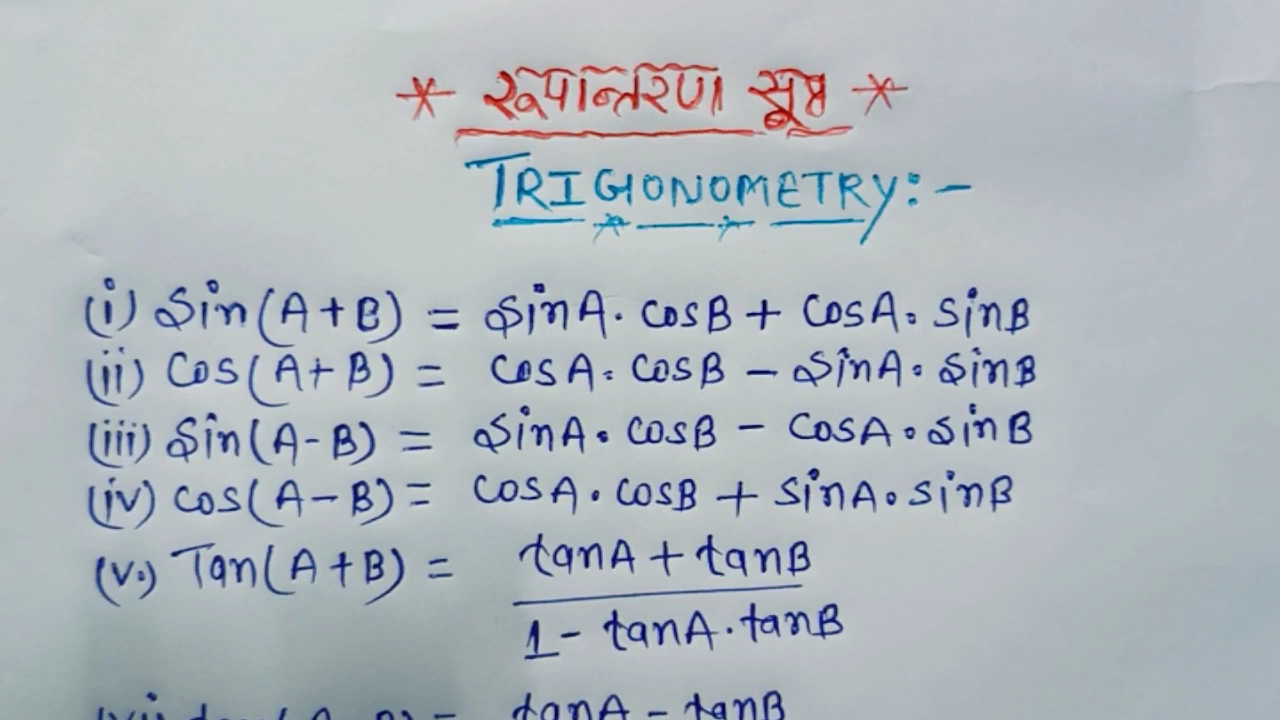 * रूपान्तरण सूत्र *
TRIGONOMETRY:-
(i) Sin(A+B) = SinA. cosB + cosA. sinB
(ii) Cos(A+B) = cosA. cosB - SinA. SinB
(iii) Sin(A-B) = SinA. cosB - cosA. SinB
(iv) cos(A-B) = cosA. cosB + sinA. sinB
(v.) Tan(A+B) = tanA + tanB
1 - tanA.tanB
tanA - tanB